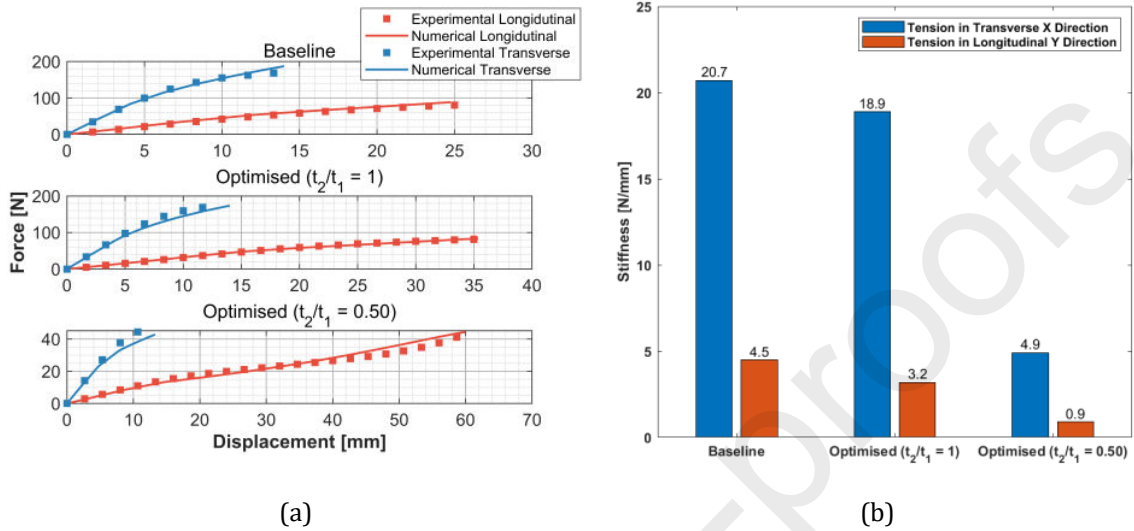 Experimental Longidutinal
Numerical Longidutinal
Experimental Transverse
Numerical Transverse
Baseline
200
100
0
0 5 10 15 20 25 30
Optimised (t2/t1 = 1)
200
100
0
0 5 10 15 20 25 30 35 40
Optimised (t2/t1 = 0.50)
40
20
0
0 10 20 30 40 50 60 70
Force [N]
Displacement [mm]
(a)
Tension in Transverse X Direction
Tension in Longitudinal Y Direction
25
20
15
10
5
0
Stiffness [N/mm]
20.7
4.5
18.9
3.2
4.9
0.9
Baseline
Optimised (t2/t1 = 1)
Optimised (t2/t1 = 0.50)
(b)
-proofs